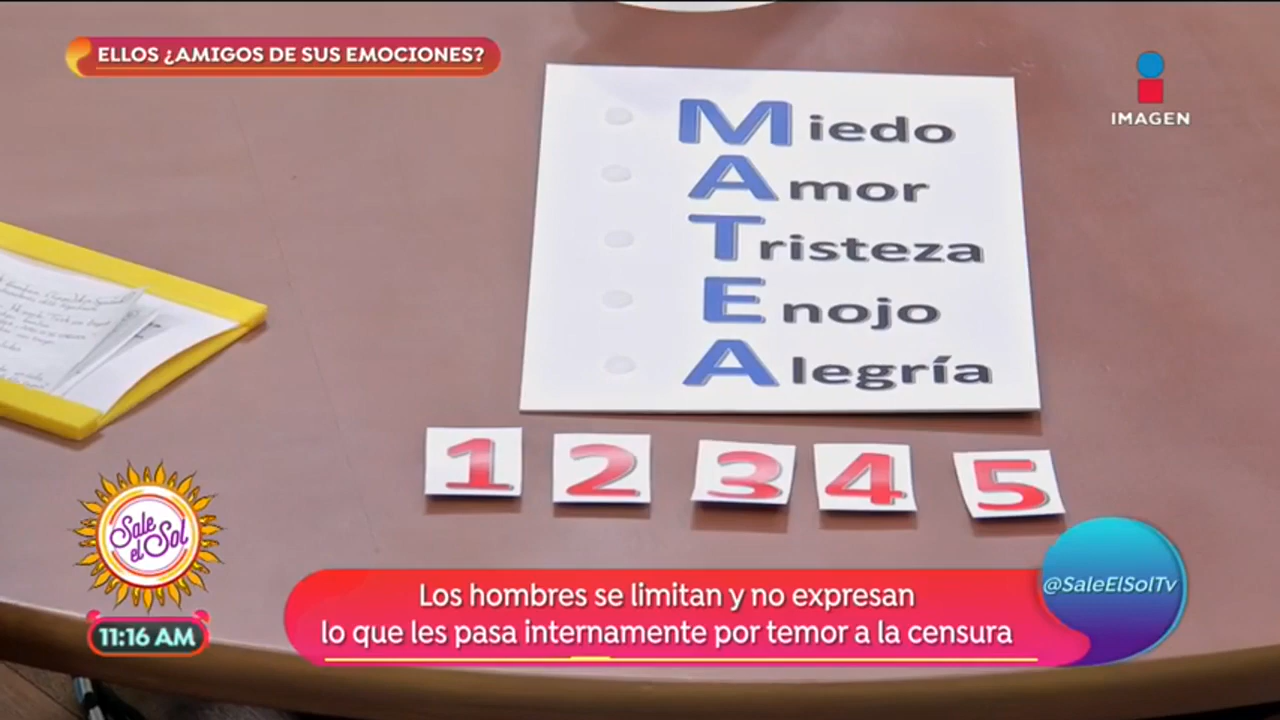 ELLOS ¿AMIGOS DE SUS EMOCIONES?
IMAGEN
Miedo
Amor
Tristeza
Enojo
Alegría
1 2 3 4 5
Sale el Sol
11:16 AM
Los hombres se limitan y no expresan
lo que les pasa internamente por temor a la censura
@SaleElSolTv